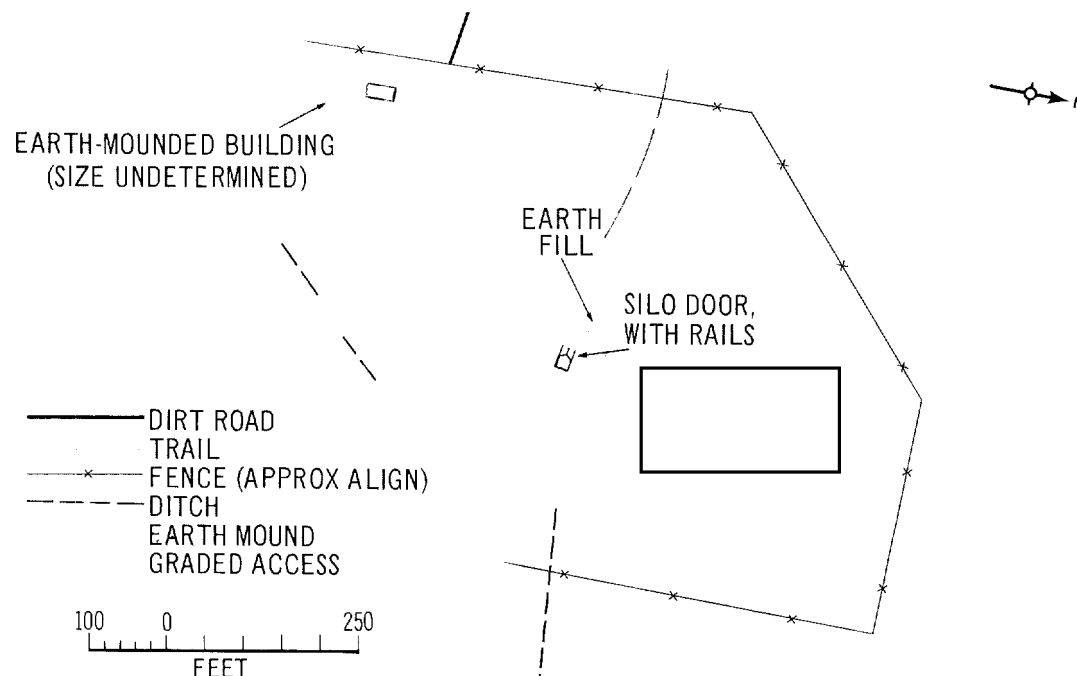 EARTH-MOUNDED BUILDING
(SIZE UNDETERMINED)
EARTH
FILL
SILO DOOR,
WITH RAILS
DIRT ROAD
TRAIL
FENCE (APPROX ALIGN)
DITCH
EARTH MOUND
GRADED ACCESS
100 0 250
FEET